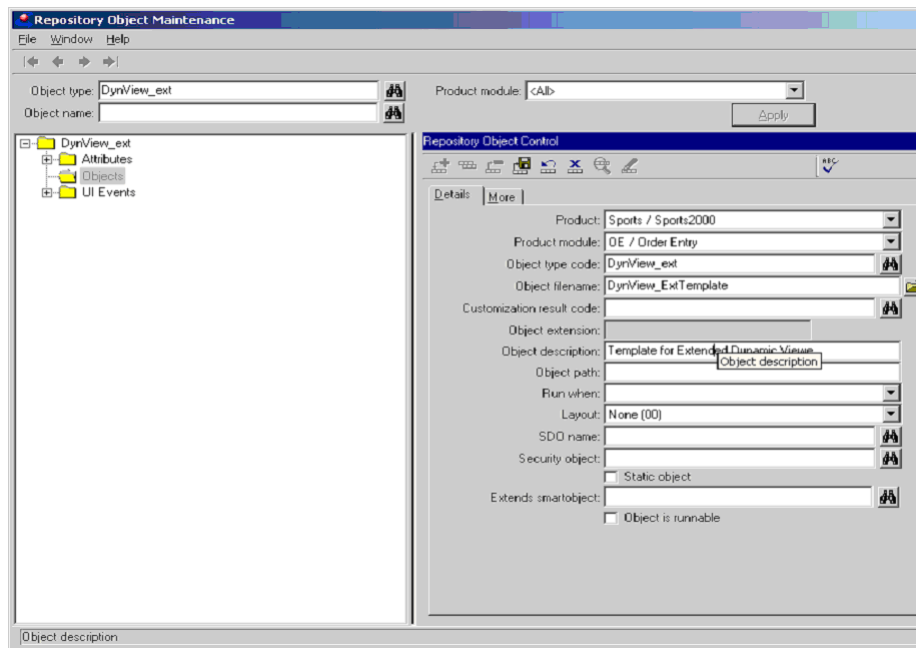 Repository Object Maintenance
File Window Help
Object type: DynView_ext
Product module: <All>
Object name:
Apply
DynView_ext
Attributes
Objects
UI Events
Repository Object Control
ABC
Details More
Product: Sports / Sports2000
Product module: OE / Order Entry
Object type code: DynView_ext
Object filename: DynView_ExtTemplate
Customization result code:
Object extension:
Object description: Template for Extended Dynamic Viewe
Object description
Object path:
Run when:
Layout: None (00)
SDO name:
Security object:
Static object
Extends smartobject:
Object is runnable
Object description